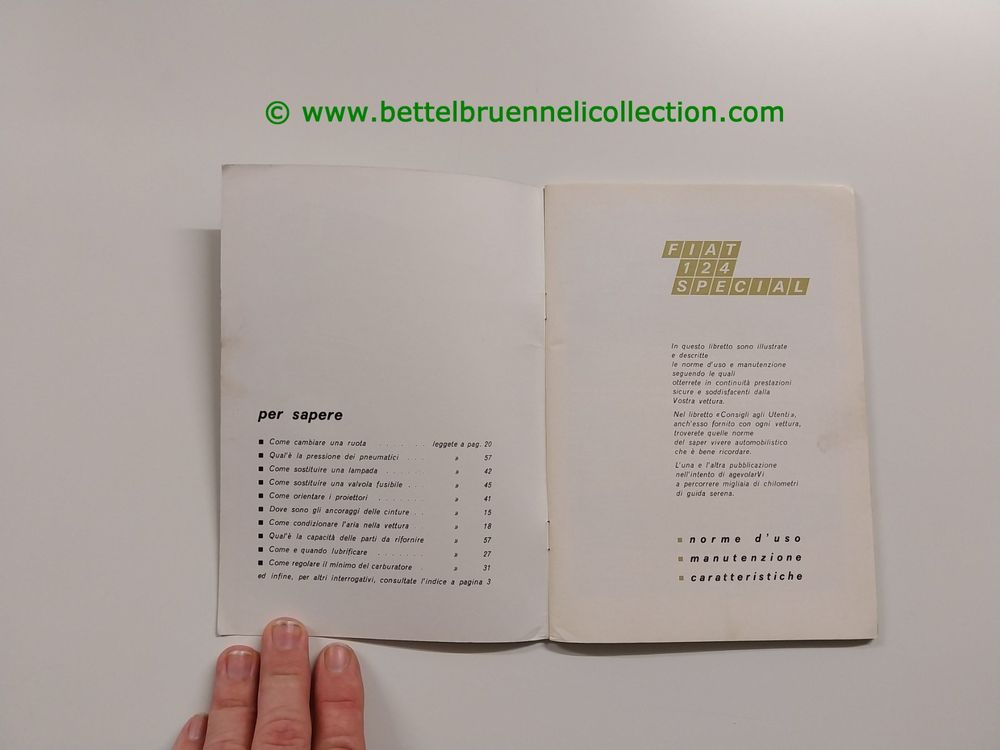 © www.bettelbruennelicollection.com
per sapere
■ Come cambiare una ruota . . . . . . . leggete a pag. 20
■ Qual'è la pressione dei pneumatici . . . » 57
■ Come sostituire una lampada . . . . . » 42
■ Come sostituire una valvola fusibile . . » 45
■ Come orientare i proiettori . . . . . . . » 41
■ Dove sono gli ancoraggi delle cinture . . » 15
■ Come condizionare l'aria nella vettura . . » 18
■ Qual'è la capacità delle parti da rifornire » 57
■ Come e quando lubrificare . . . . . . . » 27
■ Come regolare il minimo del carburatore . » 31
ed infine, per altri interrogativi, consultate l'indice a pagina 3
FIAT
124
SPECIAL
In questo libretto sono illustrate
e descritte
le norme d'uso e manutenzione
seguendo le quali
otterrete in continuità prestazioni
sicure e soddisfacenti dalla
Vostra vettura.
Nel libretto «Consigli agli Utenti»,
anch'esso fornito con ogni vettura,
troverete quelle norme
del saper vivere automobilistico
che è bene ricordare.
L'una e l'altra pubblicazione
nell'intento di agevolarVi
a percorrere migliaia di chilometri
di guida serena.
■ norme d'uso
■ manutenzione
■ caratteristiche